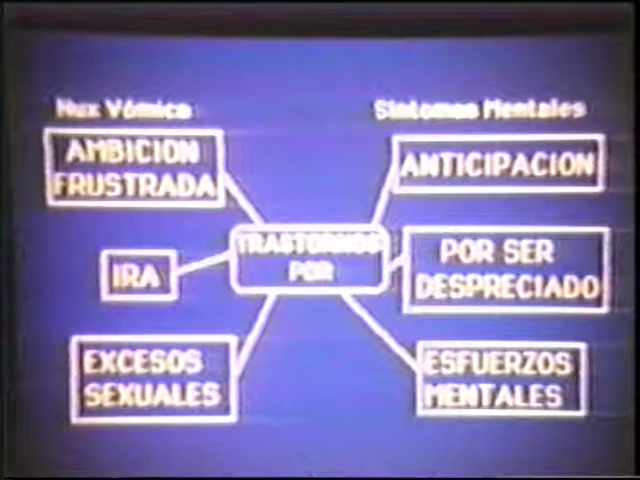 Nux Vómica
Síntomas Mentales
AMBICION
FRUSTRADA
ANTICIPACION
TRASTORNOS
POR
IRA
POR SER
DESPRECIADO
EXCESOS
SEXUALES
ESFUERZOS
MENTALES